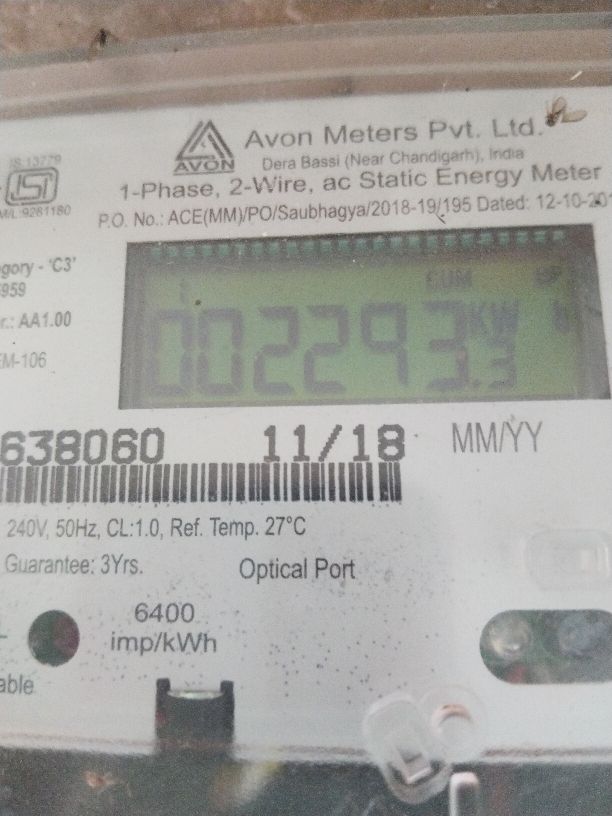 IS 13779
AVON
Avon Meters Pvt. Ltd.
Dera Bassi (Near Chandigarh), India
M/L:9281180
1-Phase, 2-Wire, ac Static Energy Meter
P.O. No.: ACE(MM)/PO/Saubhagya/2018-19/195 Dated: 12-10-201
gory - 'C3'
959
r.: AA1.00
EM-106
CUM
KW h
002293.3
638060 11/18 MM/YY
240V, 50Hz, CL:1.0, Ref. Temp. 27°C
Guarantee: 3Yrs.
Optical Port
6400
imp/kWh
able